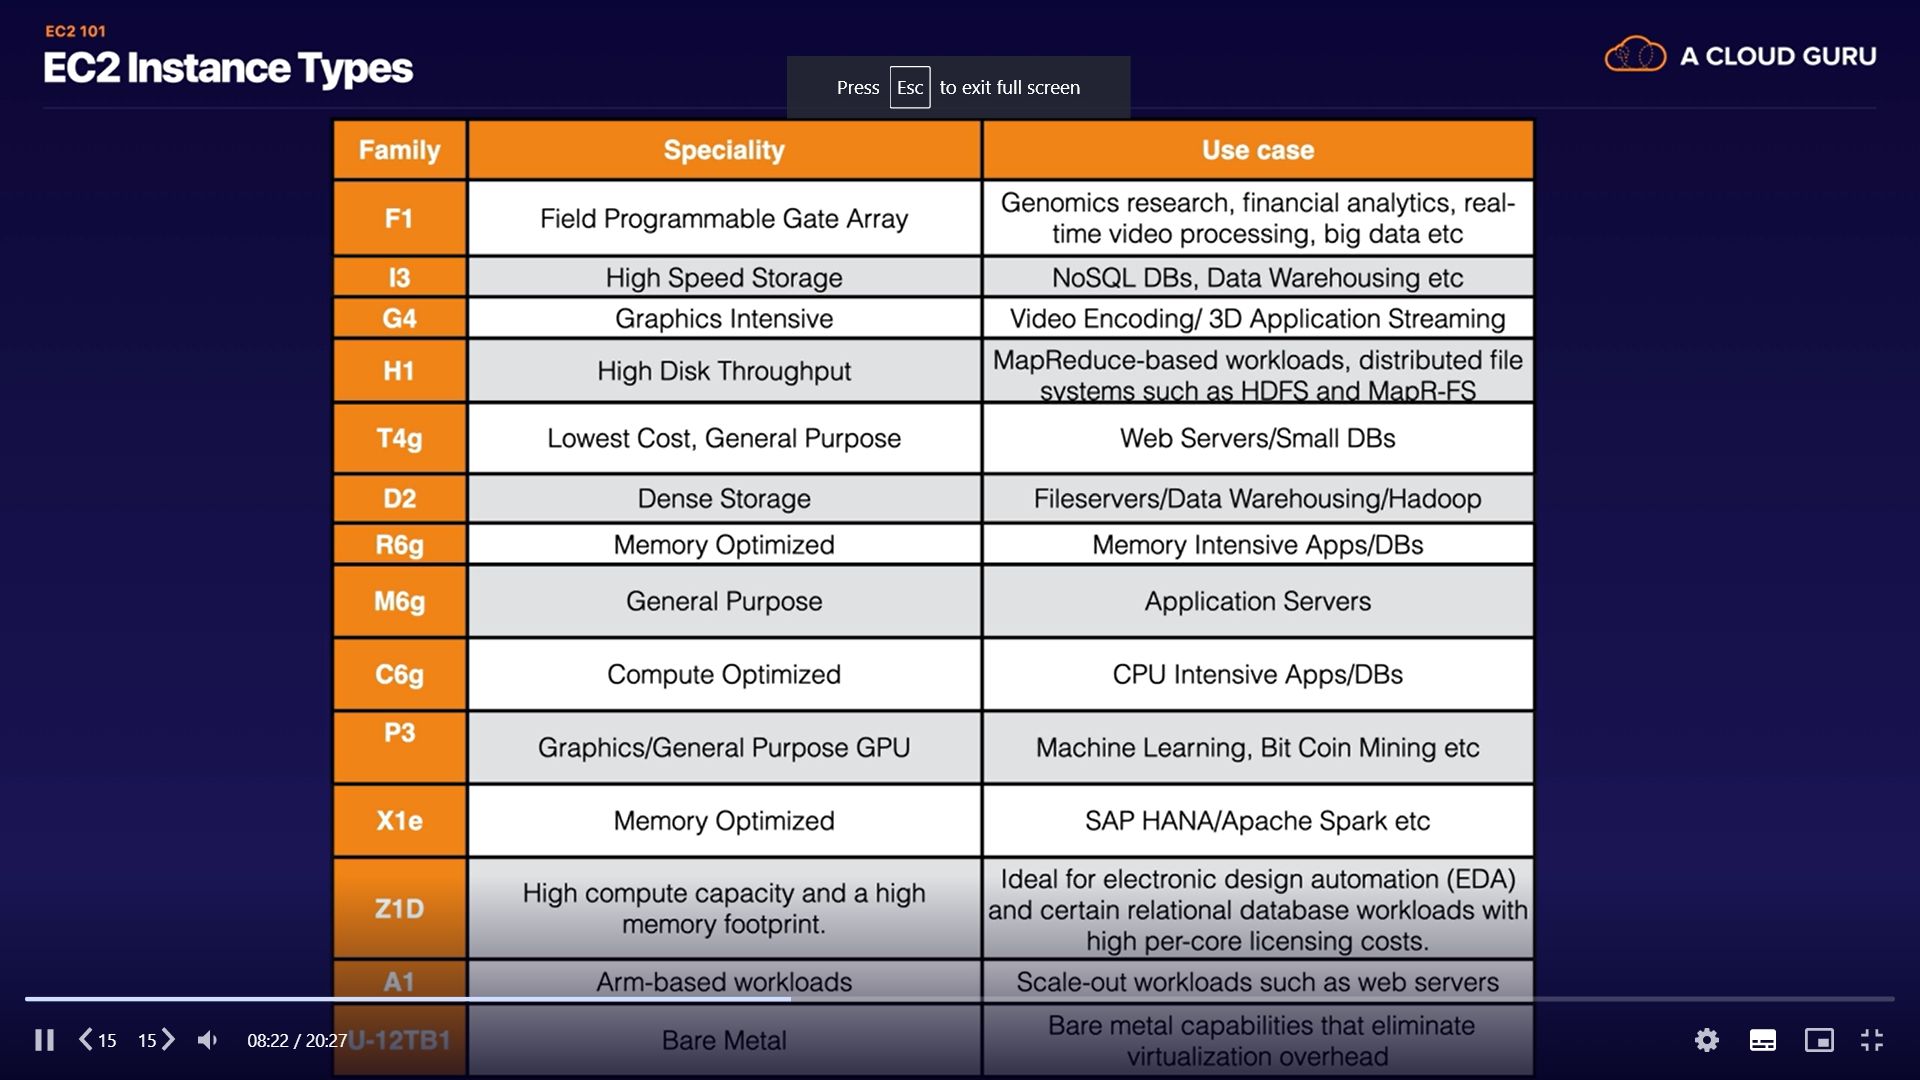 EC2 101
EC2 Instance Types
A CLOUD GURU
Press Esc to exit full screen
Family Speciality Use case
F1 Field Programmable Gate Array Genomics research, financial analytics, real-
time video processing, big data etc
I3 High Speed Storage NoSQL DBs, Data Warehousing etc
G4 Graphics Intensive Video Encoding/ 3D Application Streaming
H1 High Disk Throughput MapReduce-based workloads, distributed file
systems such as HDFS and MapR-FS
T4g Lowest Cost, General Purpose Web Servers/Small DBs
D2 Dense Storage Fileservers/Data Warehousing/Hadoop
R6g Memory Optimized Memory Intensive Apps/DBs
M6g General Purpose Application Servers
C6g Compute Optimized CPU Intensive Apps/DBs
P3 Graphics/General Purpose GPU Machine Learning, Bit Coin Mining etc
X1e Memory Optimized SAP HANA/Apache Spark etc
Z1D High compute capacity and a high
memory footprint. Ideal for electronic design automation (EDA)
and certain relational database workloads with
high per-core licensing costs.
A1 Arm-based workloads Scale-out workloads such as web servers
U-12TB1 Bare Metal Bare metal capabilities that eliminate
virtualization overhead
15 15 08:22 / 20:27